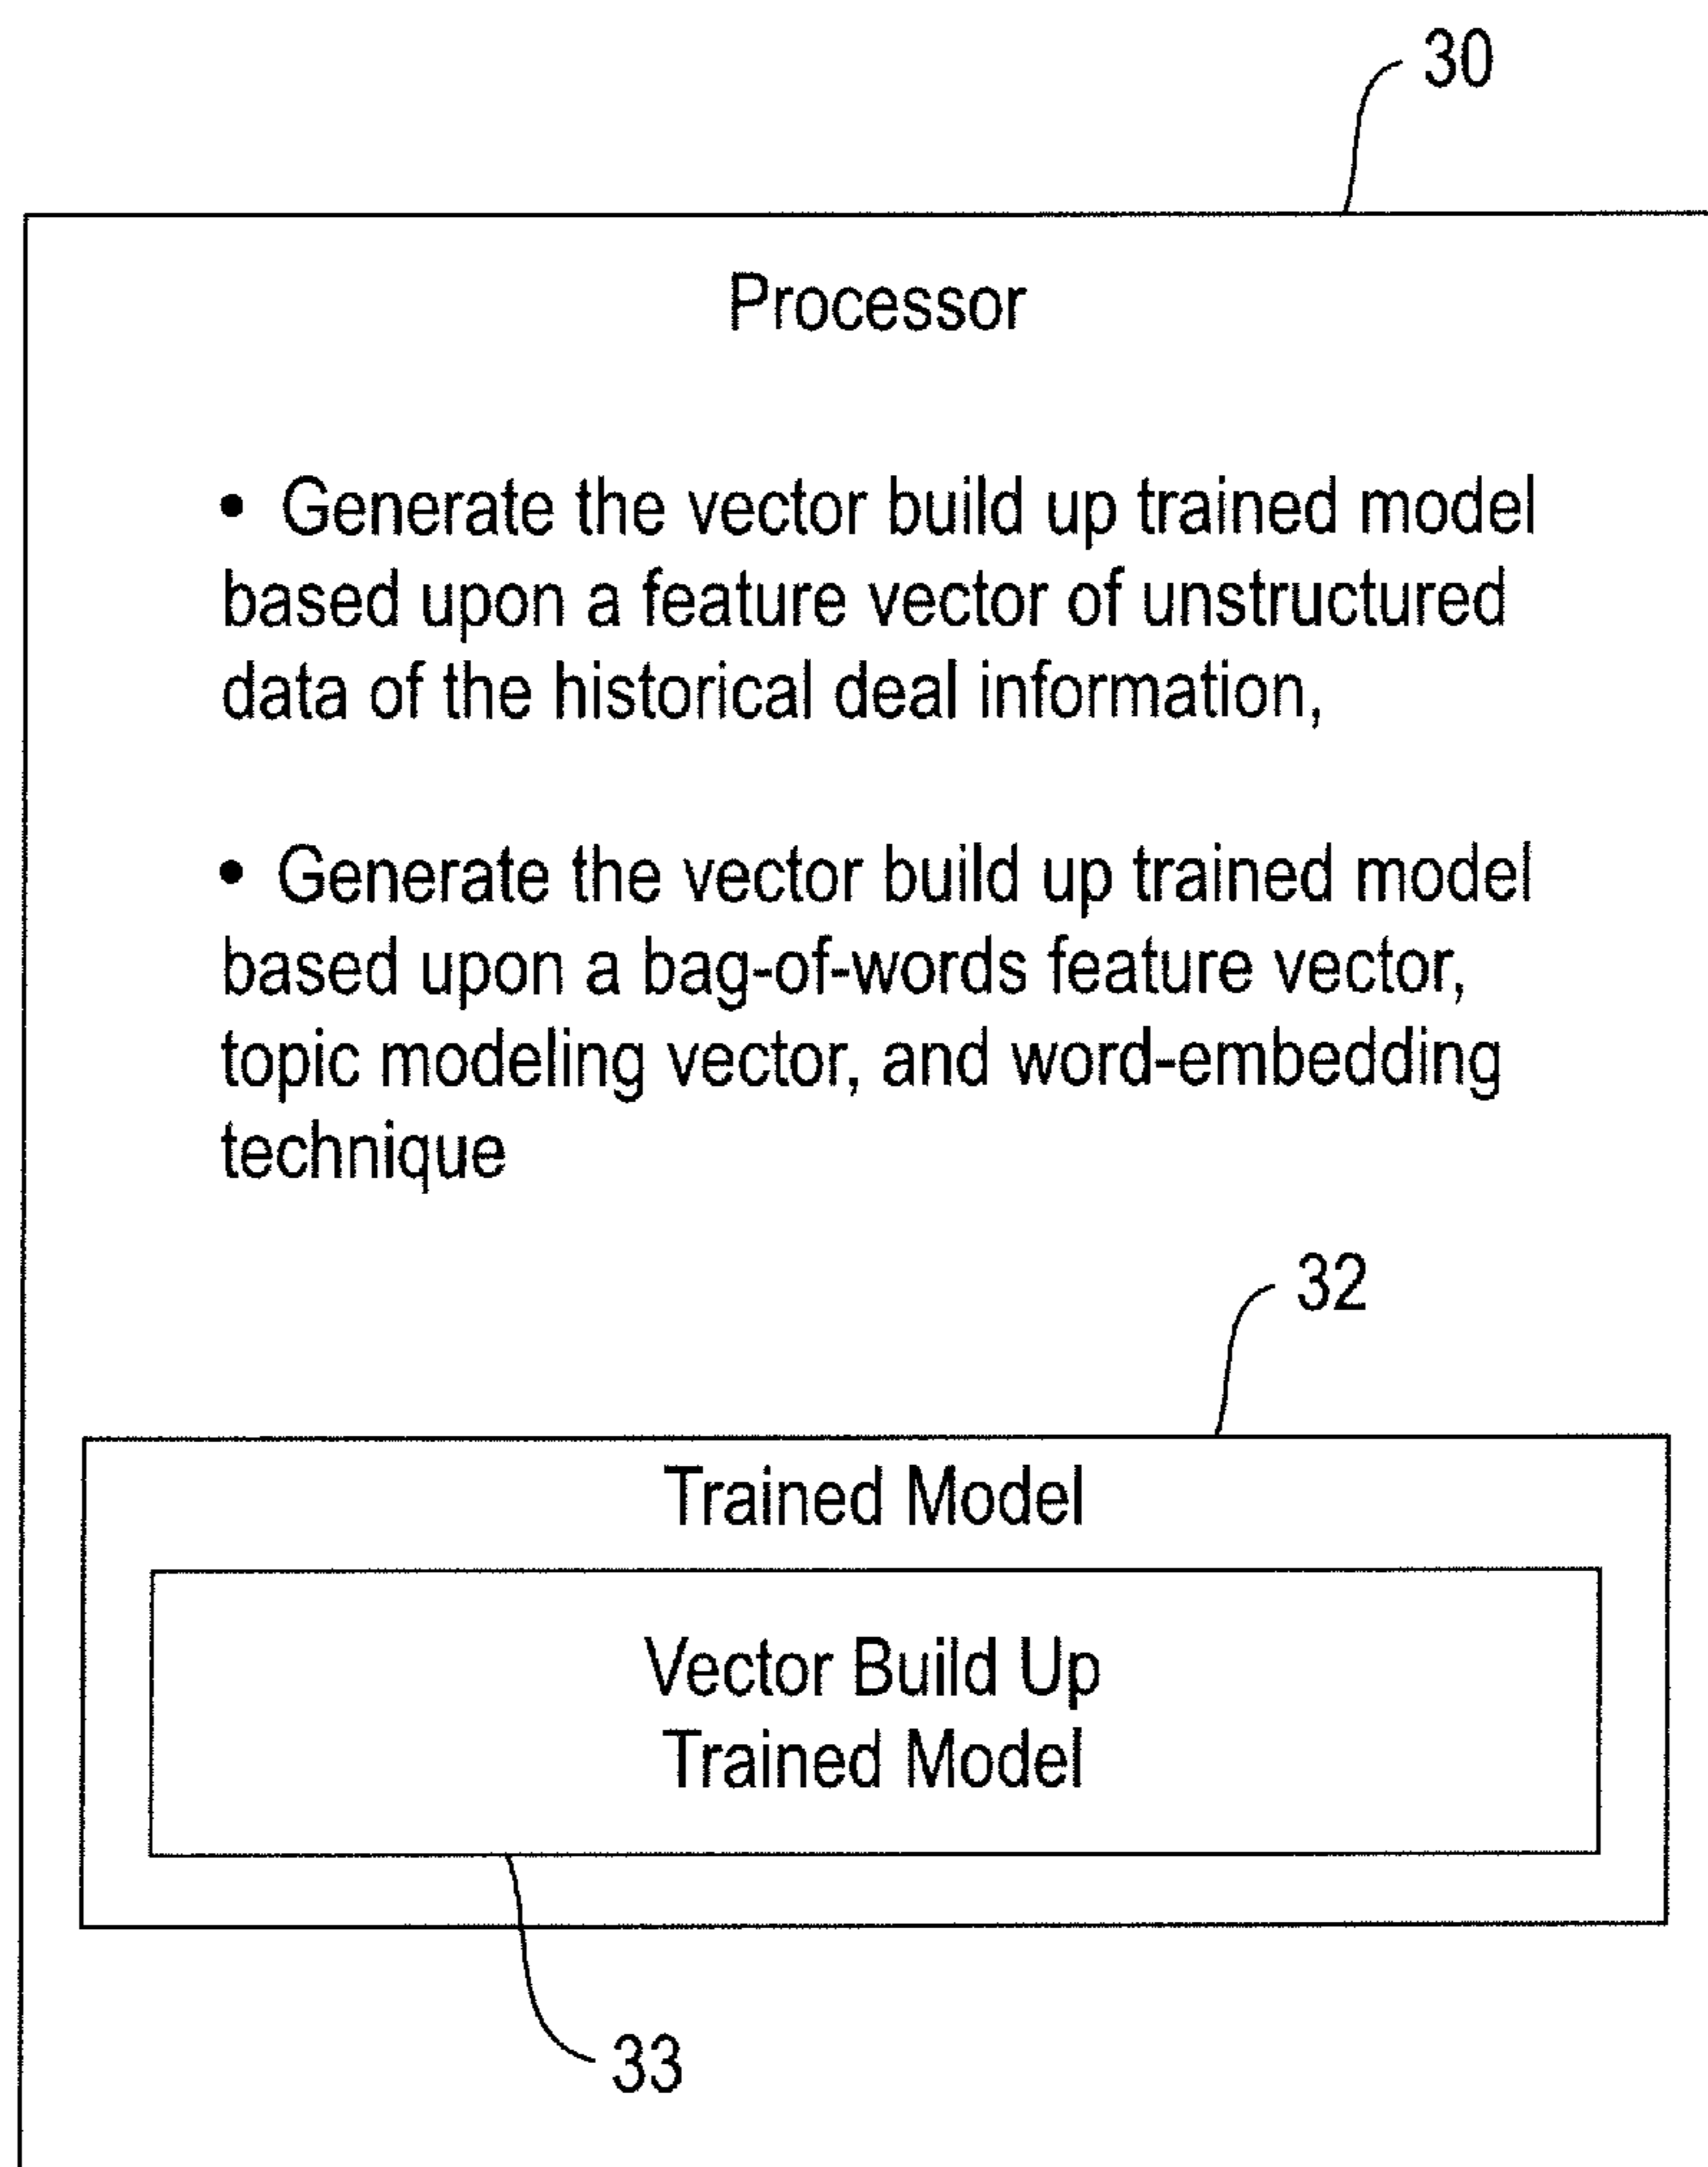 30
Processor
• Generate the vector build up trained model
based upon a feature vector of unstructured
data of the historical deal information,
• Generate the vector build up trained model
based upon a bag-of-words feature vector,
topic modeling vector, and word-embedding
technique
32
Trained Model
Vector Build Up
Trained Model
33